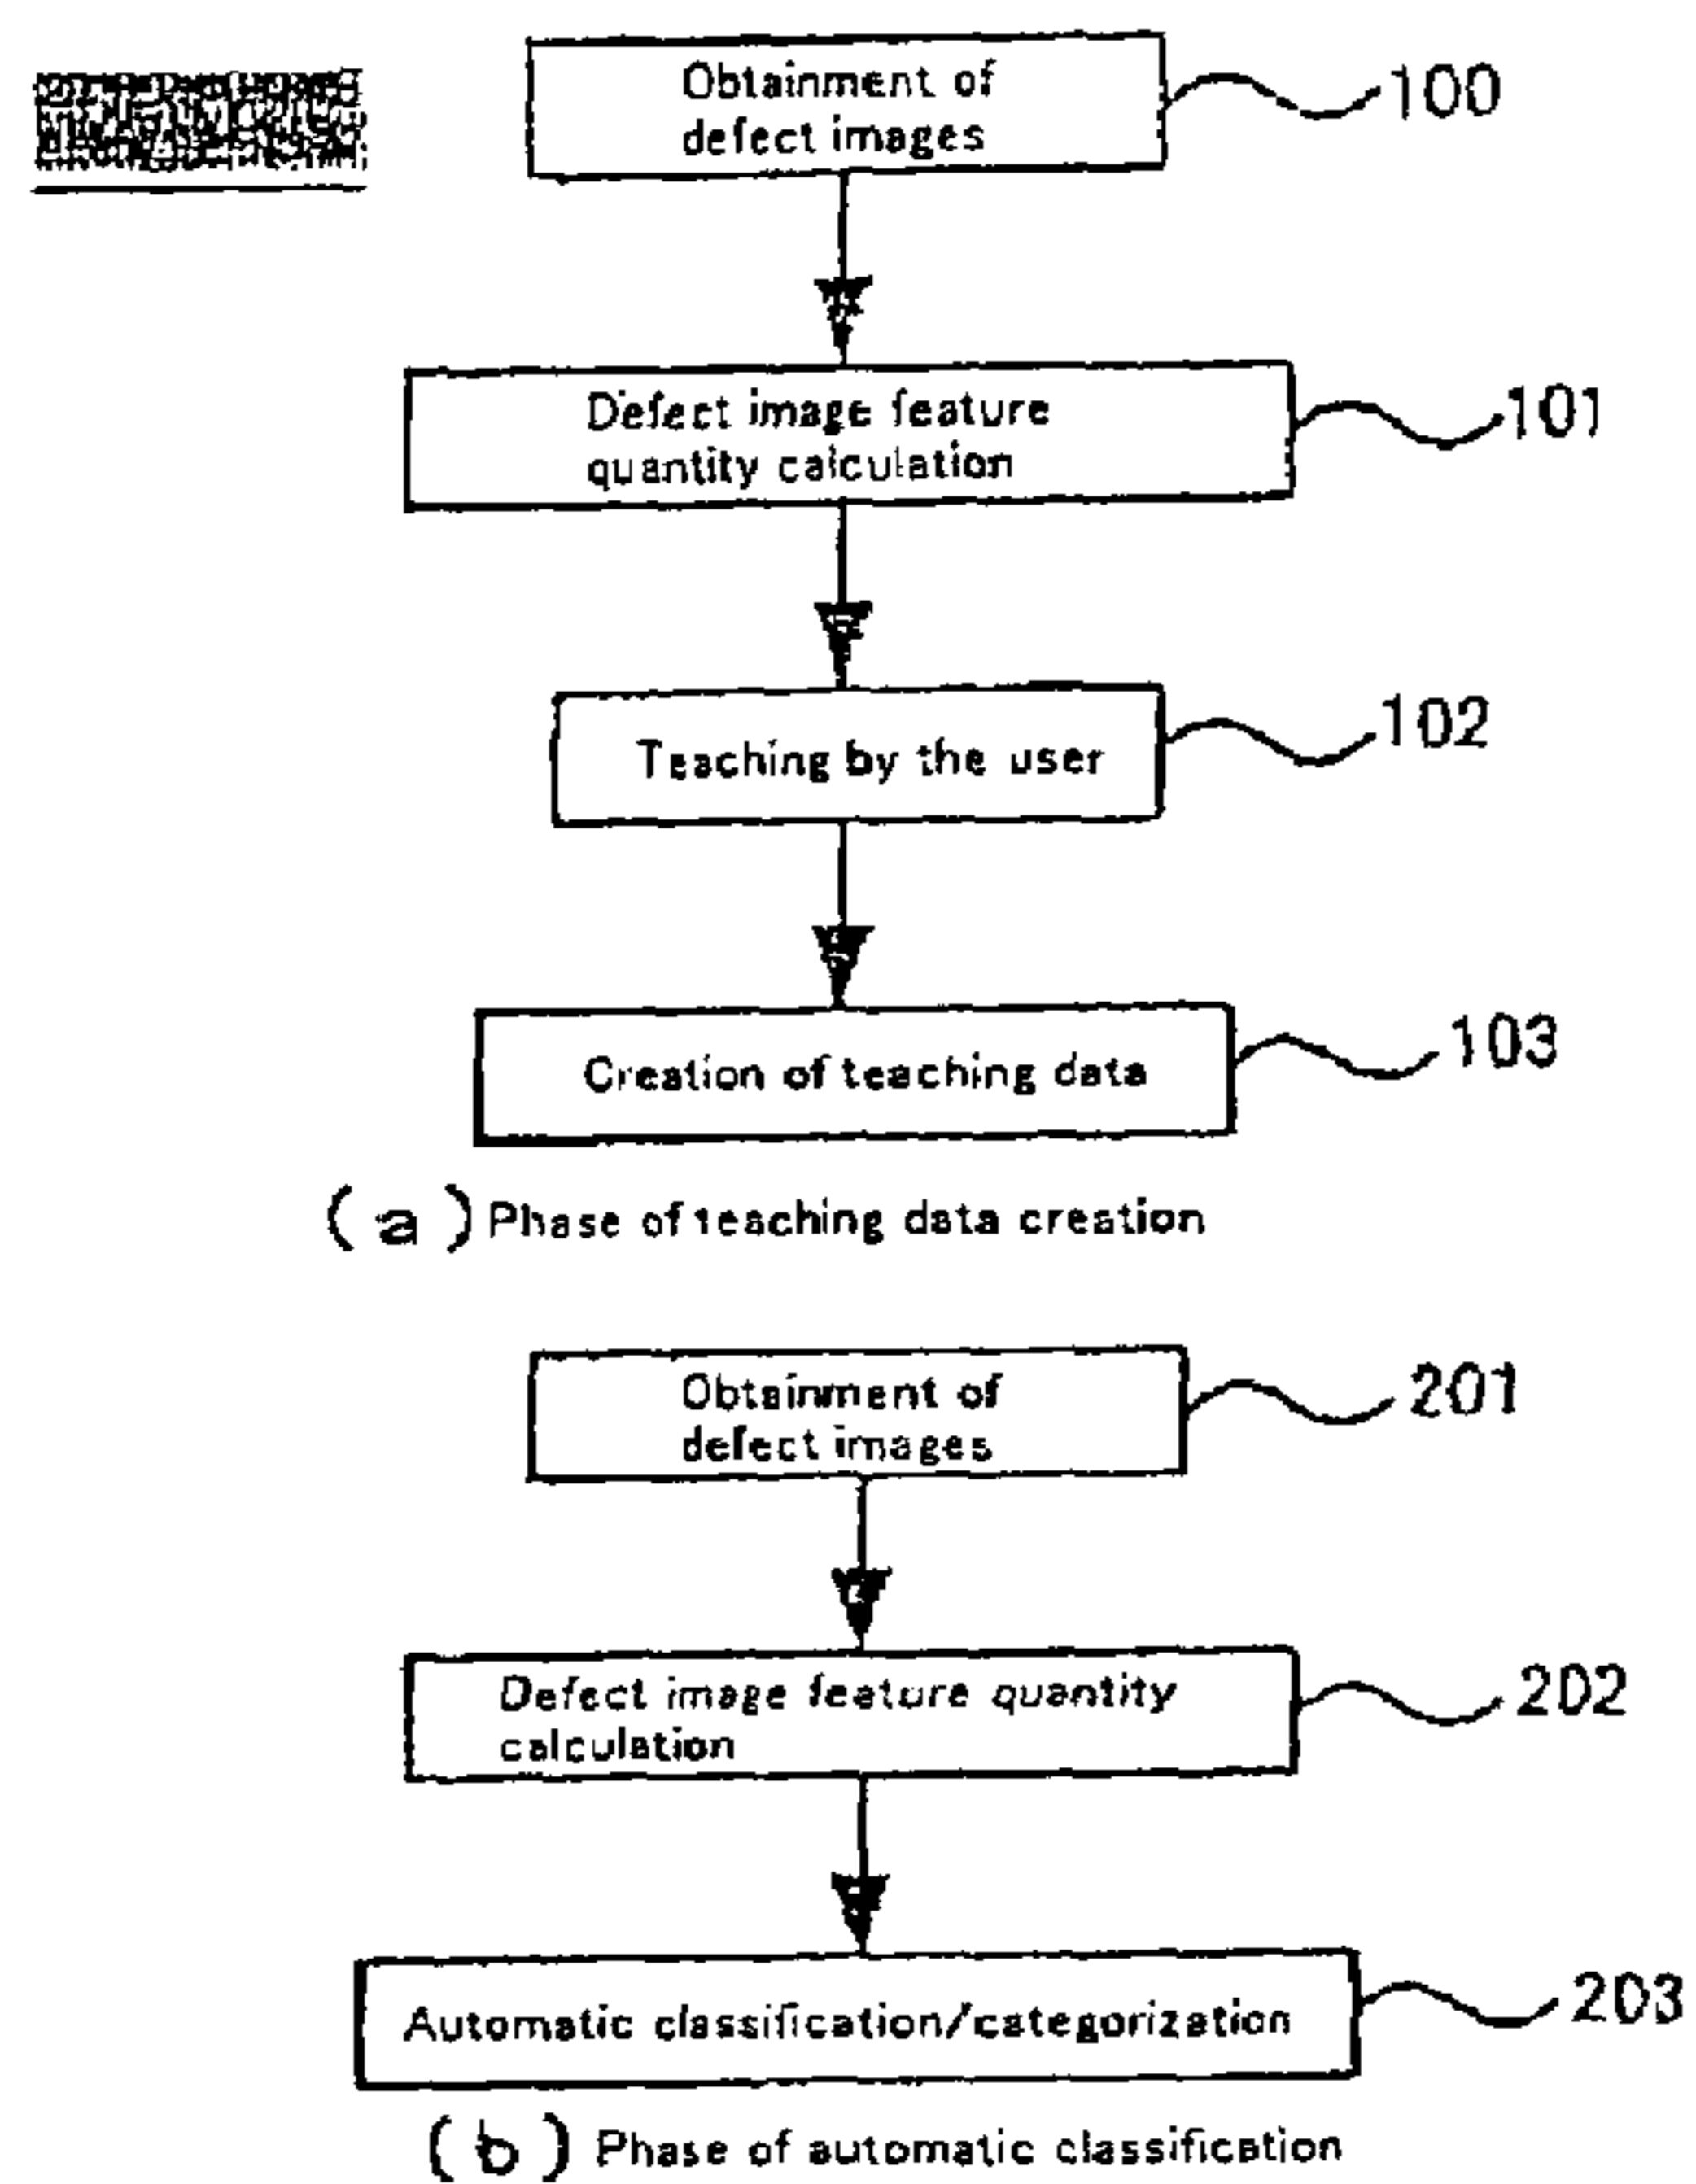 Obtainment of
defect images
100
Defect image feature
quantity calculation
101
Teaching by the user
102
Creation of teaching data
103
(a) Phase of teaching data creation
Obtainment of
defect images
201
Defect image feature quantity
calculation
202
Automatic classification/categorization
203
(b) Phase of automatic classification